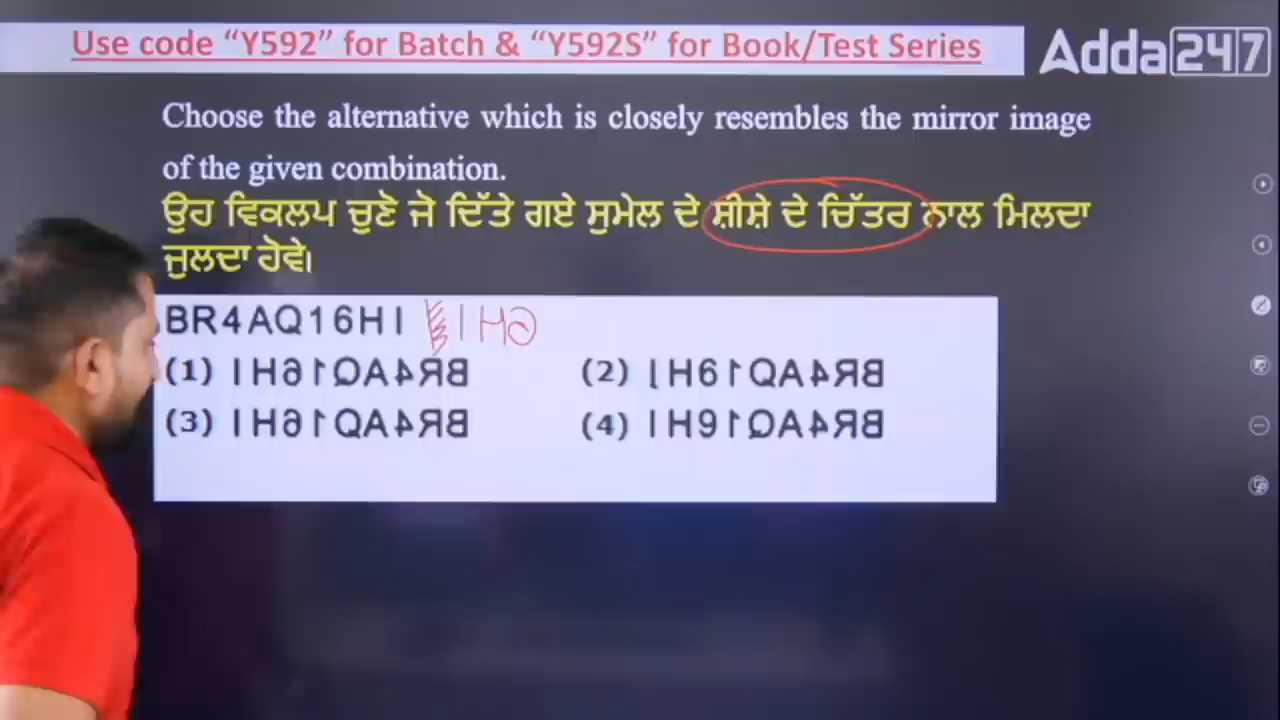 Use code “Y592” for Batch & “Y592S” for Book/Test Series
Adda247
Choose the alternative which is closely resembles the mirror image
of the given combination.
ਉਹ ਵਿਕਲਪ ਚੁਣੋ ਜੋ ਦਿੱਤੇ ਗਏ ਸੁਮੇਲ ਦੇ ਸ਼ੀਸ਼ੇ ਦੇ ਚਿੱਤਰ ਨਾਲ ਮਿਲਦਾ
ਜੁਲਦਾ ਹੋਵੇ।
BR4AQ16HI
(1)
(2)
(3)
(4)